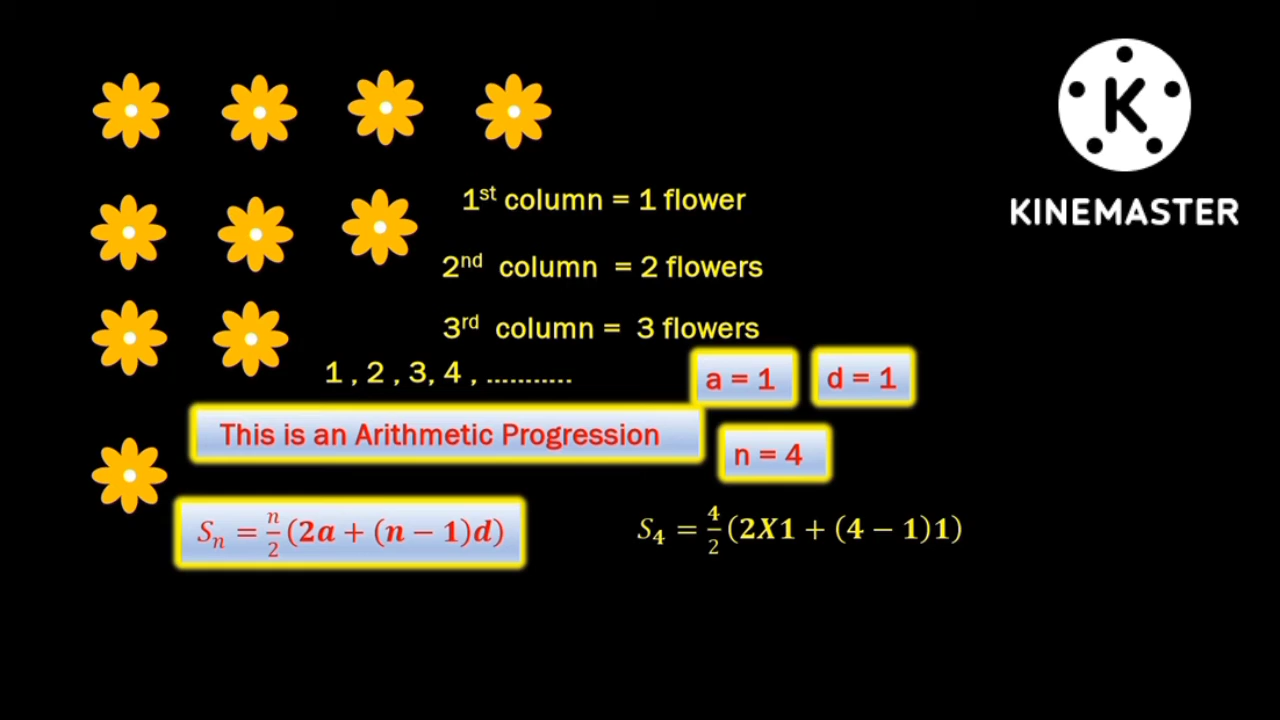 K
KINEMASTER
1st column = 1 flower
2nd column = 2 flowers
3rd column = 3 flowers
1 , 2 , 3, 4 , ...........
a = 1
d = 1
This is an Arithmetic Progression
n = 4
Sₙ = n/2 (2a + (n − 1)d)
S₄ = 4/2 (2X1 + (4 − 1)1)